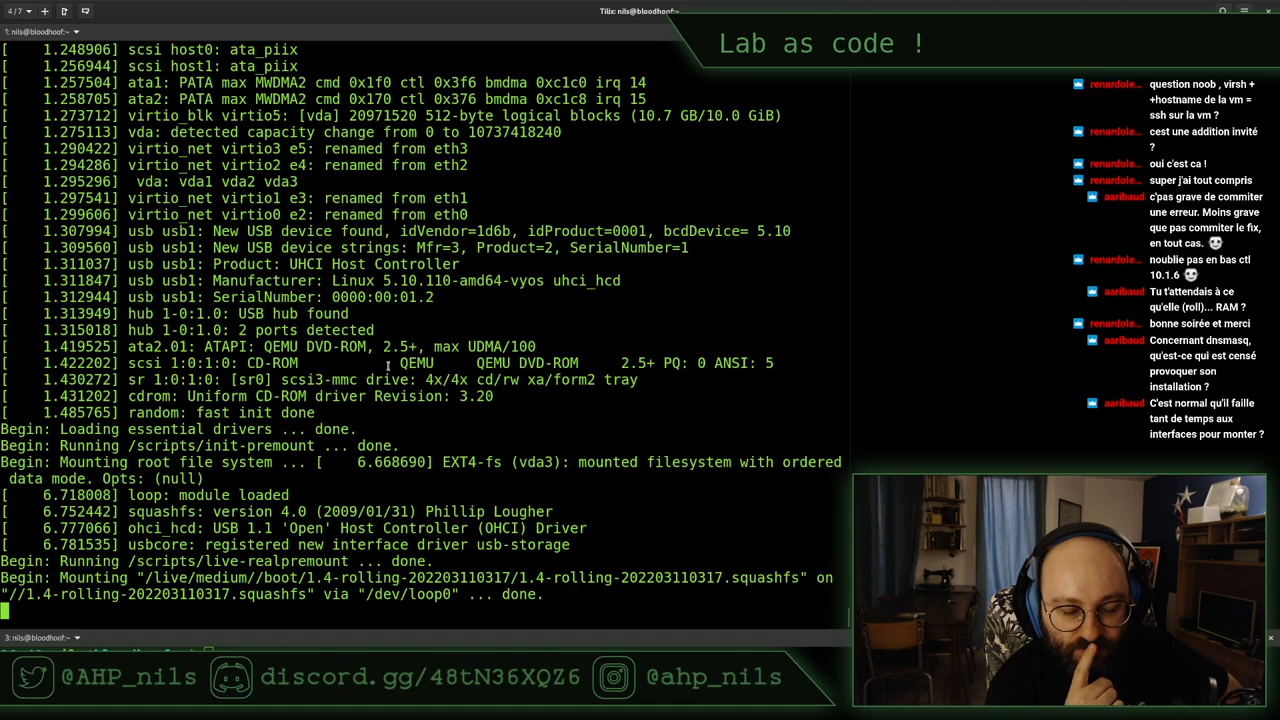 4 / 7
Tilix: nils@bloodhoof:~
1: nils@bloodhoof:~
[    1.248906] scsi host0: ata_piix
[    1.256944] scsi host1: ata_piix
[    1.257504] ata1: PATA max MWDMA2 cmd 0x1f0 ctl 0x3f6 bmdma 0xc1c0 irq 14
[    1.258705] ata2: PATA max MWDMA2 cmd 0x170 ctl 0x376 bmdma 0xc1c8 irq 15
[    1.273712] virtio_blk virtio5: [vda] 20971520 512-byte logical blocks (10.7 GB/10.0 GiB)
[    1.275113] vda: detected capacity change from 0 to 10737418240
[    1.290422] virtio_net virtio3 e5: renamed from eth3
[    1.294286] virtio_net virtio2 e4: renamed from eth2
[    1.295296]  vda: vda1 vda2 vda3
[    1.297541] virtio_net virtio1 e3: renamed from eth1
[    1.299606] virtio_net virtio0 e2: renamed from eth0
[    1.307994] usb usb1: New USB device found, idVendor=1d6b, idProduct=0001, bcdDevice= 5.10
[    1.309560] usb usb1: New USB device strings: Mfr=3, Product=2, SerialNumber=1
[    1.311037] usb usb1: Product: UHCI Host Controller
[    1.311847] usb usb1: Manufacturer: Linux 5.10.110-amd64-vyos uhci_hcd
[    1.312944] usb usb1: SerialNumber: 0000:00:01.2
[    1.313949] hub 1-0:1.0: USB hub found
[    1.315018] hub 1-0:1.0: 2 ports detected
[    1.419525] ata2.01: ATAPI: QEMU DVD-ROM, 2.5+, max UDMA/100
[    1.422202] scsi 1:0:1:0: CD-ROM            QEMU     QEMU DVD-ROM     2.5+ PQ: 0 ANSI: 5
[    1.430272] sr 1:0:1:0: [sr0] scsi3-mmc drive: 4x/4x cd/rw xa/form2 tray
[    1.431202] cdrom: Uniform CD-ROM driver Revision: 3.20
[    1.485765] random: fast init done
Begin: Loading essential drivers ... done.
Begin: Running /scripts/init-premount ... done.
Begin: Mounting root file system ... [    6.668690] EXT4-fs (vda3): mounted filesystem with ordered
 data mode. Opts: (null)
[    6.718008] loop: module loaded
[    6.752442] squashfs: version 4.0 (2009/01/31) Phillip Lougher
[    6.777066] ohci_hcd: USB 1.1 'Open' Host Controller (OHCI) Driver
[    6.781535] usbcore: registered new interface driver usb-storage
Begin: Running /scripts/live-realpremount ... done.
Begin: Mounting "/live/medium//boot/1.4-rolling-202203110317/1.4-rolling-202203110317.squashfs" on
"//1.4-rolling-202203110317.squashfs" via "/dev/loop0" ... done.
3: nils@bloodhoof:~
Lab as code !
renardole... question noob , virsh +
+hostname de la vm =
ssh sur la vm ?
renardole... cest une addition invité
?
renardole... oui c'est ca !
renardole... super j'ai tout compris
aaribaud c'pas grave de commiter
une erreur. Moins grave
que pas commiter le fix,
en tout cas.
renardole... noublie pas en bas ctl
10.1.6
aaribaud Tu t'attendais à ce
qu'elle (roll)... RAM ?
renardole... bonne soirée et merci
aaribaud Concernant dnsmasq,
qu'est-ce qui est censé
provoquer son
installation ?
aaribaud C'est normal qu'il faille
tant de temps aux
interfaces pour monter ?
@AHP_nils discord.gg/48tN36XQZ6 @ahp_nils